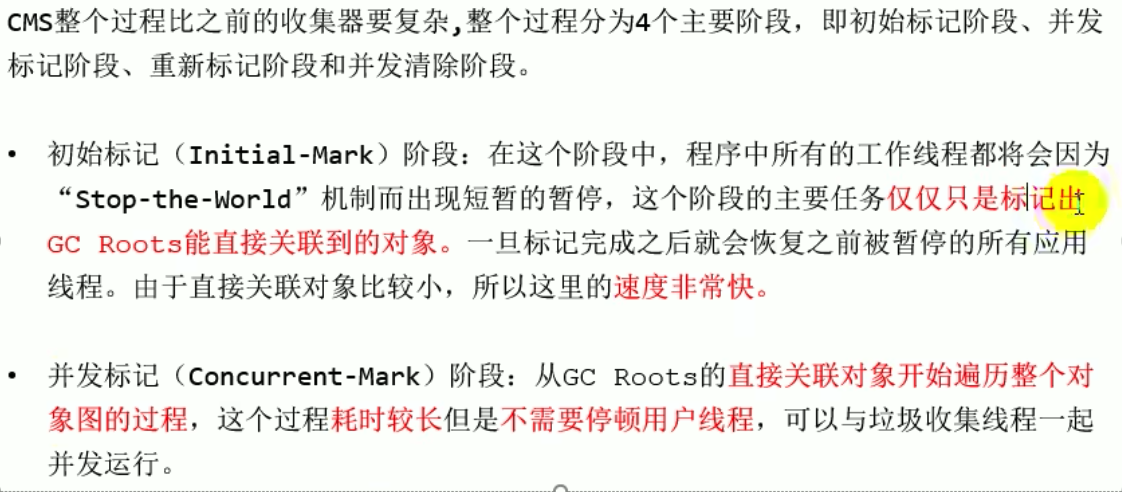 CMS整个过程比之前的收集器要复杂,整个过程分为4个主要阶段，即初始标记阶段、并发
标记阶段、重新标记阶段和并发清除阶段。
• 初始标记（Initial-Mark）阶段：在这个阶段中，程序中所有的工作线程都将会因为
“Stop-the-World”机制而出现短暂的暂停，这个阶段的主要任务仅仅只是标记出
GC Roots能直接关联到的对象。一旦标记完成之后就会恢复之前被暂停的所有应用
线程。由于直接关联对象比较小，所以这里的速度非常快。
• 并发标记（Concurrent-Mark）阶段：从GC Roots的直接关联对象开始遍历整个对
象图的过程，这个过程耗时较长但是不需要停顿用户线程，可以与垃圾收集线程一起
并发运行。